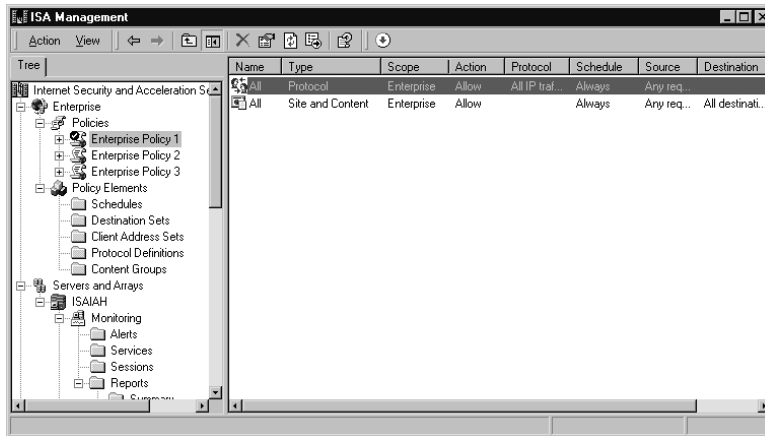 ISA Management
Action View
Tree
Name Type Scope Action Protocol Schedule Source Destination
Internet Security and Acceleration Se
Enterprise
Policies
Enterprise Policy 1
Enterprise Policy 2
Enterprise Policy 3
Policy Elements
Schedules
Destination Sets
Client Address Sets
Protocol Definitions
Content Groups
Servers and Arrays
ISAIAH
Monitoring
Alerts
Services
Sessions
Reports
Summary
All Protocol Enterprise Allow All IP traf... Always Any req...
All Site and Content Enterprise Allow Always Any req... All destinati...